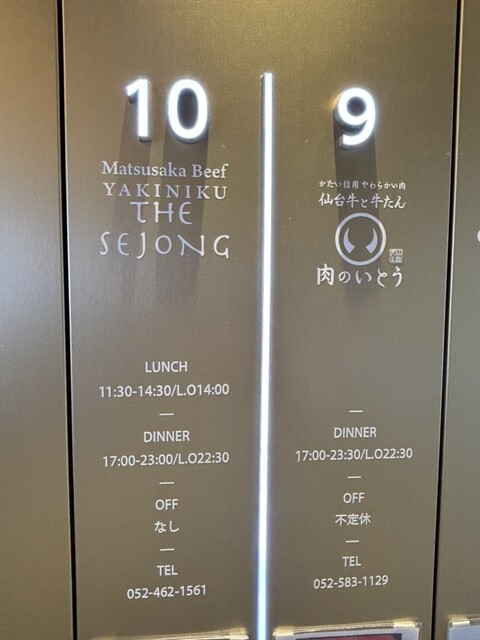 10
Matsusaka Beef
YAKINIKU
THE
SEJONG
LUNCH
11:30-14:30/L.O14:00
—
DINNER
17:00-23:00/L.O22:30
—
OFF
なし
—
TEL
052-462-1561
9
かたい信用 やわらかい肉
仙台牛と牛たん
肉のいとう
—
DINNER
17:00-23:30/L.O22:30
—
OFF
不定休
—
TEL
052-583-1129